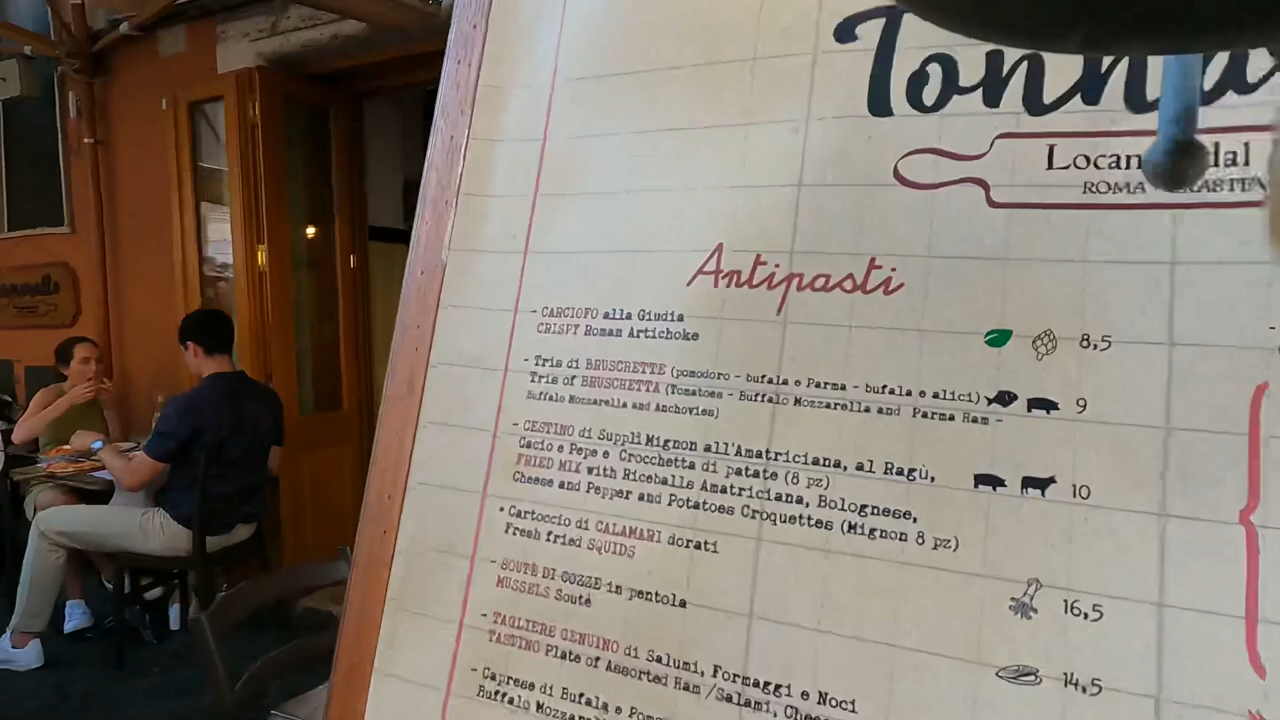 Tonna
Locan dal
ROMA
Antipasti
- CARCIOFO alla Giudia
CRISPY Roman Artichoke
8,5
- Tris di BRUSCHETTE (pomodoro - bufala e Parma - bufala e alici)
Tris of BRUSCHETTA (Tomatoes - Buffalo Mozzarella and Parma Ham -
Buffalo Mozzarella and Anchovies)
9
- CESTINO di Supplì Mignon all'Amatriciana, al Ragù,
Cacio e Pepe e Crocchetta di patate (8 pz)
FRIED MIX with Riceballs Amatriciana, Bolognese,
Cheese and Pepper and Potatoes Croquettes (Mignon 8 pz)
10
• Cartoccio di CALAMARI dorati
Fresh fried SQUIDS
16,5
- SOUTÈ DI COZZE in pentola
MUSSELS Souté
14,5
- TAGLIERE GENUINO di Salumi, Formaggi e Noci
TASTING Plate of Assorted Ham /Salami, Chee
- Caprese di Bufala e Pom
Buffalo Mozzar